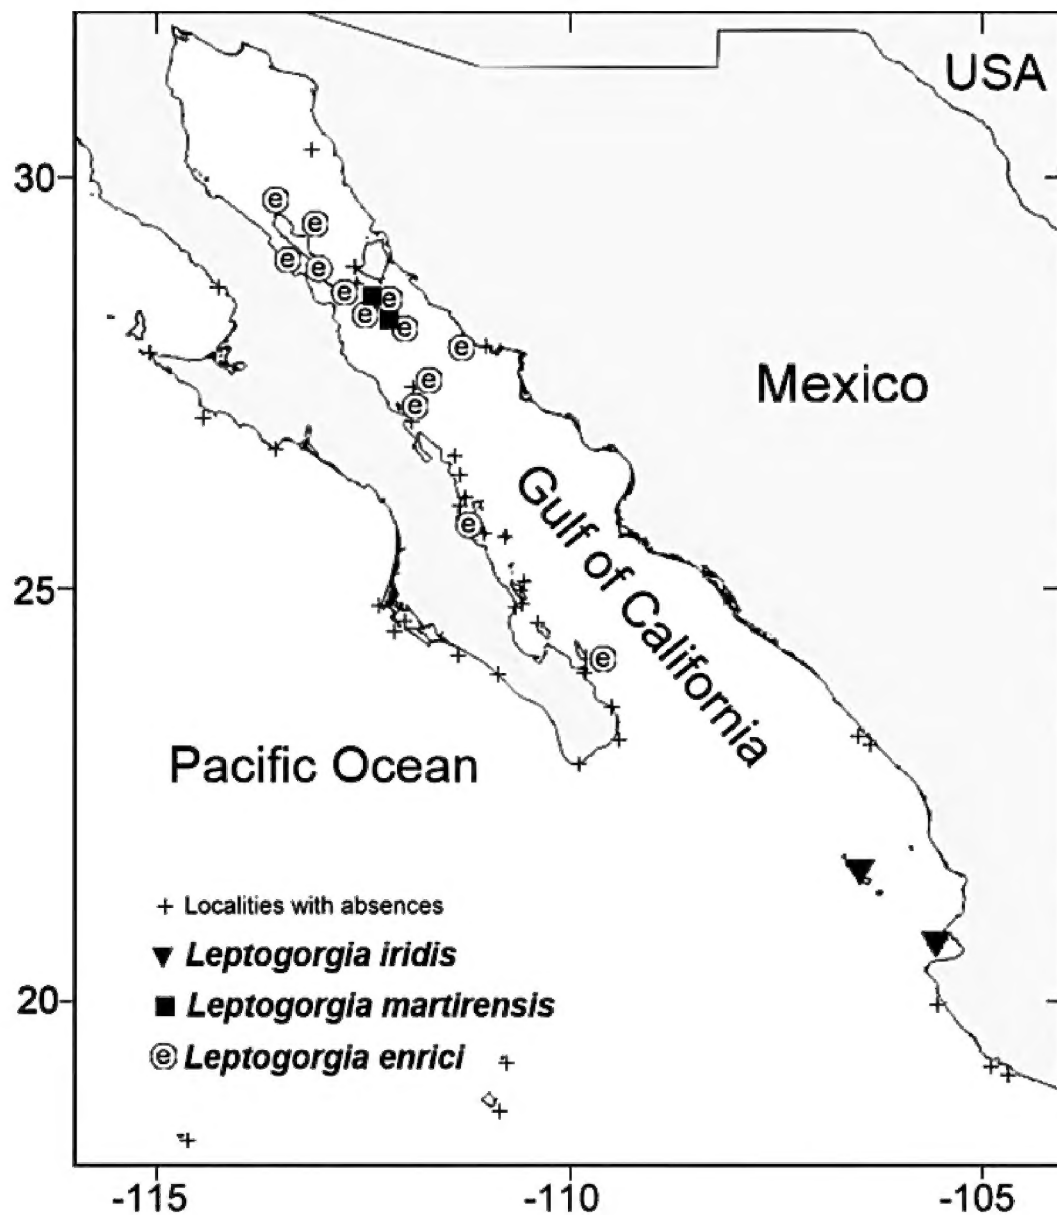 USA
30
Mexico
Gulf of California
25
Pacific Ocean
+ Localities with absences
▼ Leptogorgia iridis
■ Leptogorgia martirensis
ⓔ Leptogorgia enrici
20
e
e
e
e
e
e
e
e
e
e
e
e
e
-115
-110
-105